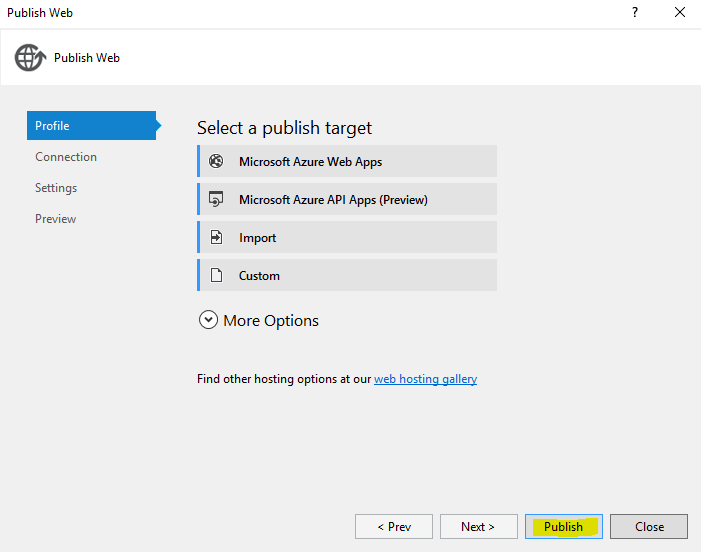 Publish Web
?
Publish Web
Profile
Connection
Settings
Preview
Select a publish target
Microsoft Azure Web Apps
Microsoft Azure API Apps (Preview)
Import
Custom
More Options
Find other hosting options at our web hosting gallery
< Prev
Next >
Publish
Close